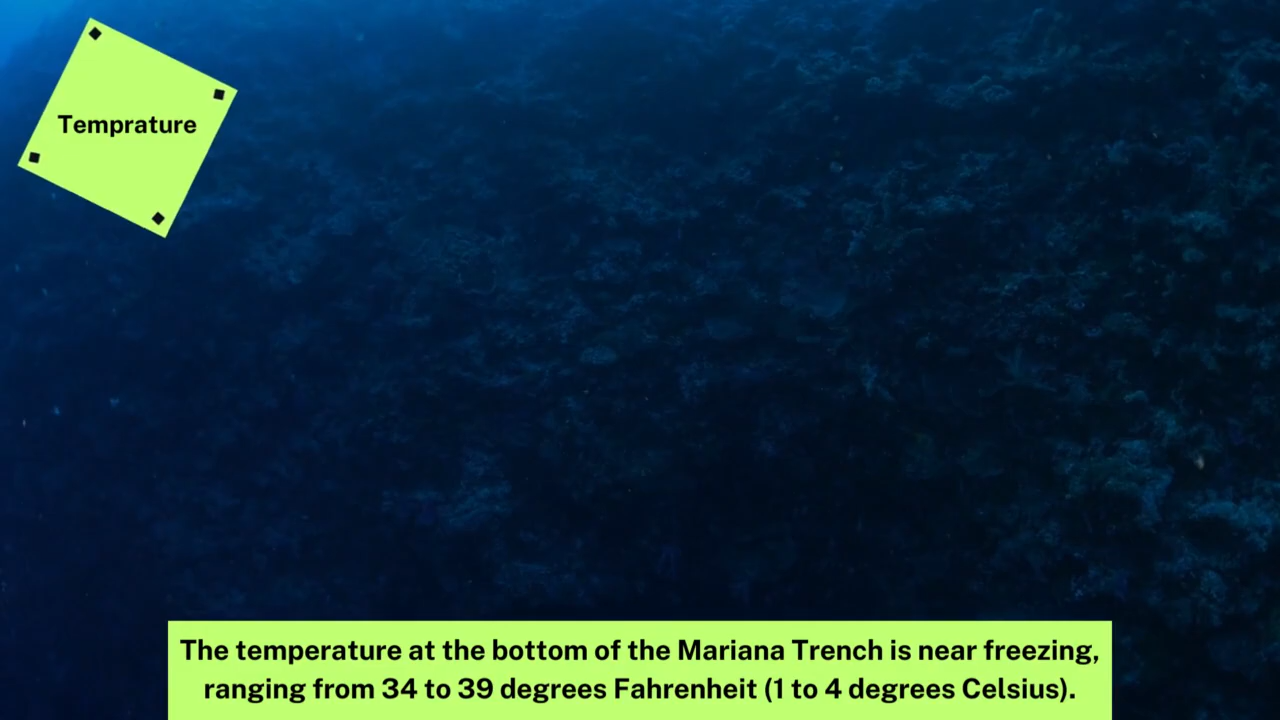 Temprature
The temperature at the bottom of the Mariana Trench is near freezing,
ranging from 34 to 39 degrees Fahrenheit (1 to 4 degrees Celsius).